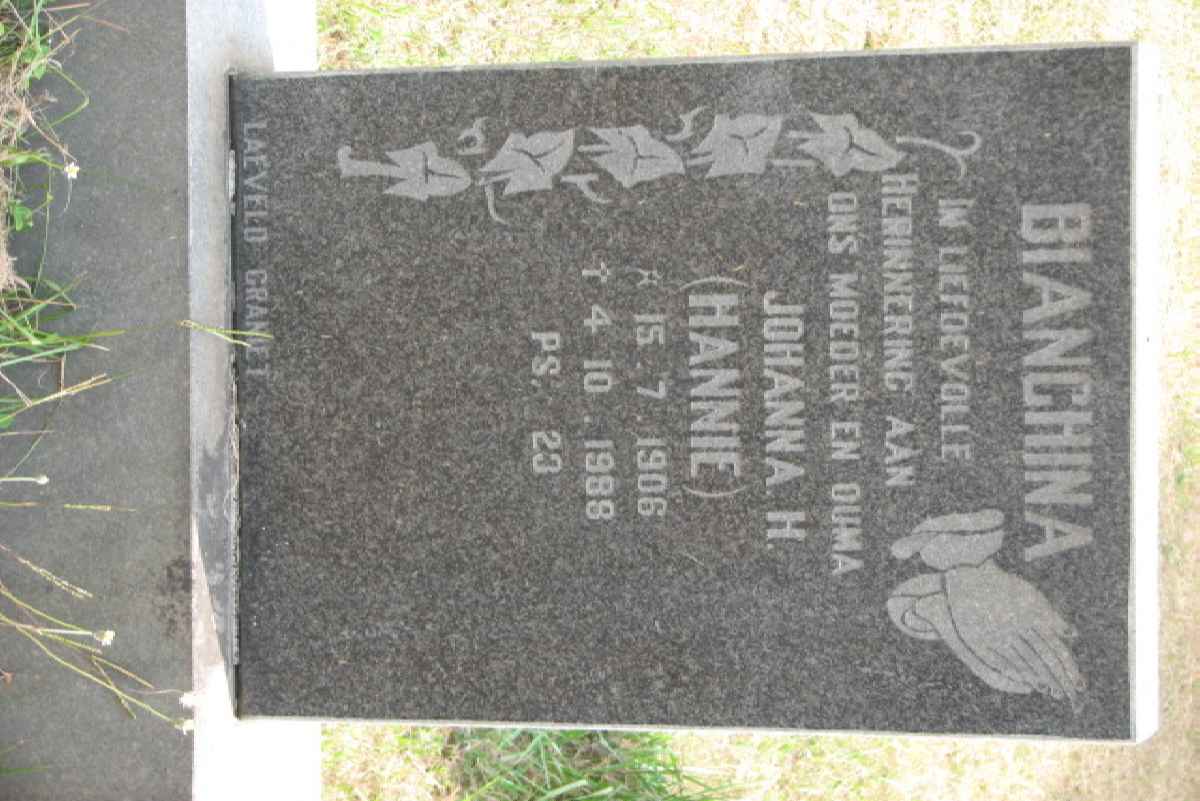 BIANCHINA
IN LIEFDEVOLLE
HERINNERING AAN
ONS MOEDER EN OUMA
JOHANNA. H.
(HANNIE)
☆ 15 . 7 . 1906
† 4 . 10 . 1988
PS. 23
LAEVELD GRANIET